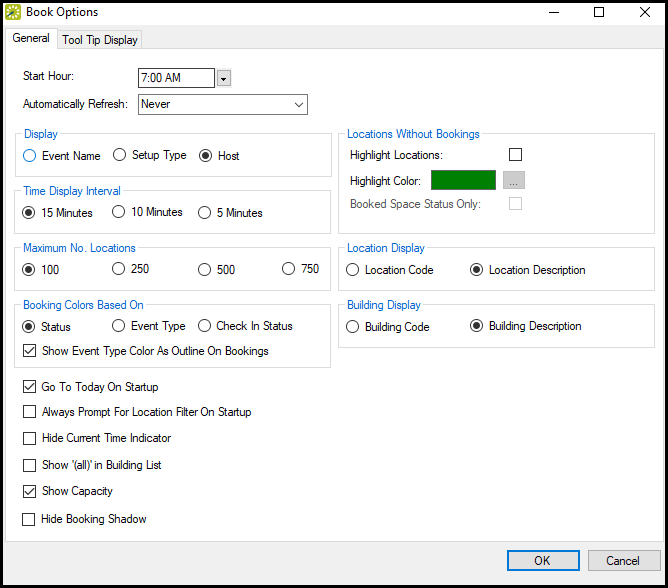 Book Options
General
Tool Tip Display
Start Hour:
7:00 AM
Automatically Refresh:
Never
Display
Event Name
Setup Type
Host
Time Display Interval
15 Minutes
10 Minutes
5 Minutes
Maximum No. Locations
100
250
500
750
Booking Colors Based On
Status
Event Type
Check In Status
Show Event Type Color As Outline On Bookings
Locations Without Bookings
Highlight Locations:
Highlight Color:
...
Booked Space Status Only:
Location Display
Location Code
Location Description
Building Display
Building Code
Building Description
Go To Today On Startup
Always Prompt For Location Filter On Startup
Hide Current Time Indicator
Show '(all)' in Building List
Show Capacity
Hide Booking Shadow
OK
Cancel